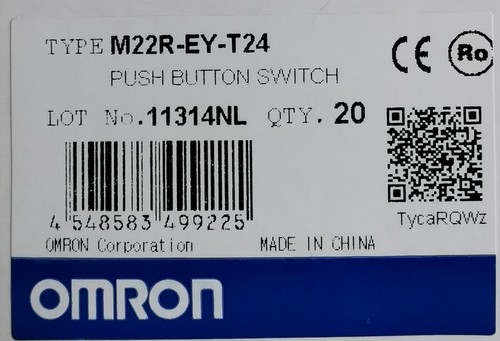 TYPE M22R-EY-T24
PUSH BUTTON SWITCH
CE Ro
LOT No.11314NL QTY. 20
4 548583 499225
TycaRQWz
OMRON Corporation MADE IN CHINA
OMRON